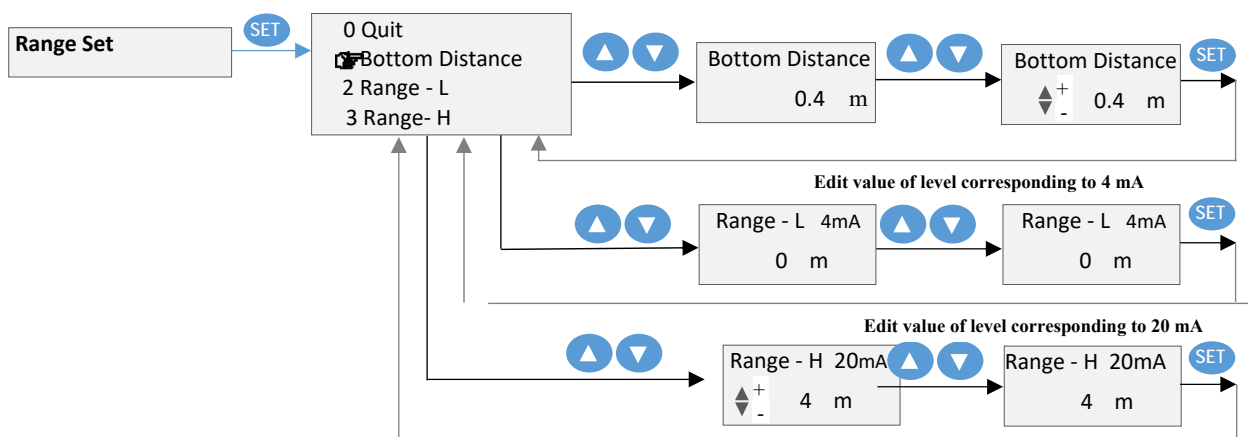 Range Set
SET
0 Quit
Bottom Distance
2 Range - L
3 Range- H
Bottom Distance
0.4 m
Bottom Distance
+
- 0.4 m
SET
Edit value of level corresponding to 4 mA
Range - L 4mA
0 m
Range - L 4mA
0 m
SET
Edit value of level corresponding to 20 mA
Range - H 20mA
+
- 4 m
Range - H 20mA
4 m
SET